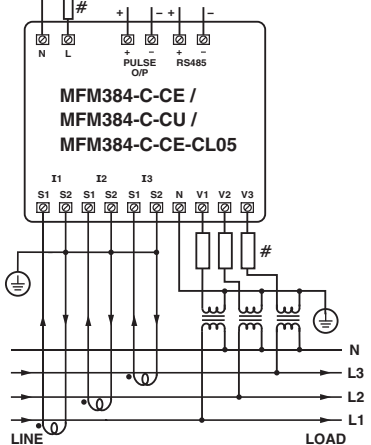 #
+ − + −
N L + − + −
PULSE O/P RS485
MFM384-C-CE /
MFM384-C-CU /
MFM384-C-CE-CL05
I1 I2 I3
S1 S2 S1 S2 S1 S2 N V1 V2 V3
#
N
L3
L2
L1
LINE LOAD